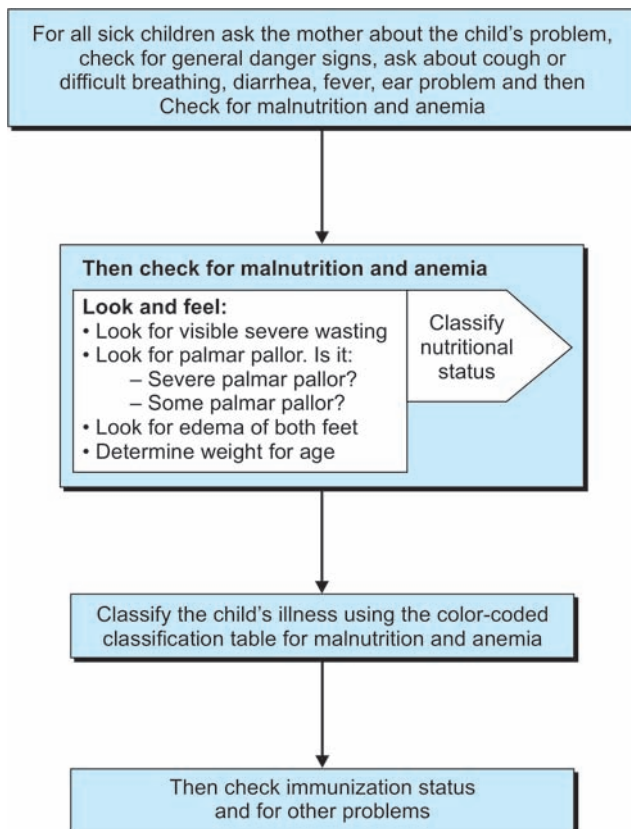 For all sick children ask the mother about the child's problem,
check for general danger signs, ask about cough or
difficult breathing, diarrhea, fever, ear problem and then
Check for malnutrition and anemia
Then check for malnutrition and anemia
Look and feel:
• Look for visible severe wasting
• Look for palmar pallor. Is it:
– Severe palmar pallor?
– Some palmar pallor?
• Look for edema of both feet
• Determine weight for age
Classify
nutritional
status
Classify the child's illness using the color-coded
classification table for malnutrition and anemia
Then check immunization status
and for other problems